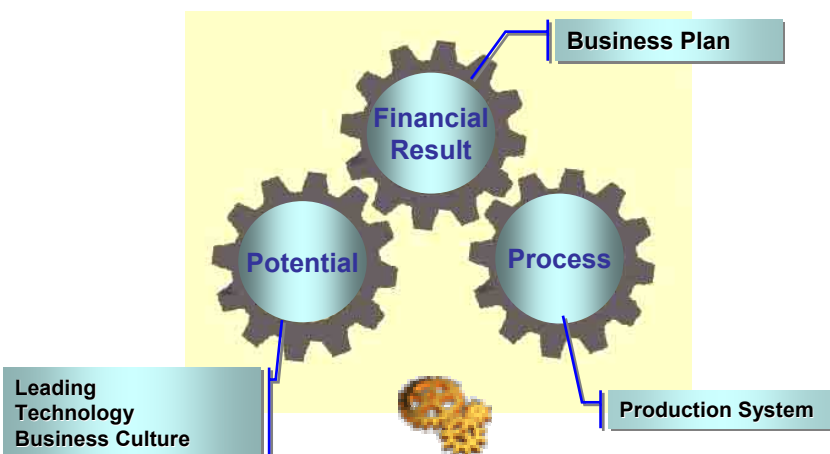 Business Plan
Financial
Result
Potential
Process
Leading
Technology
Business Culture
Production System